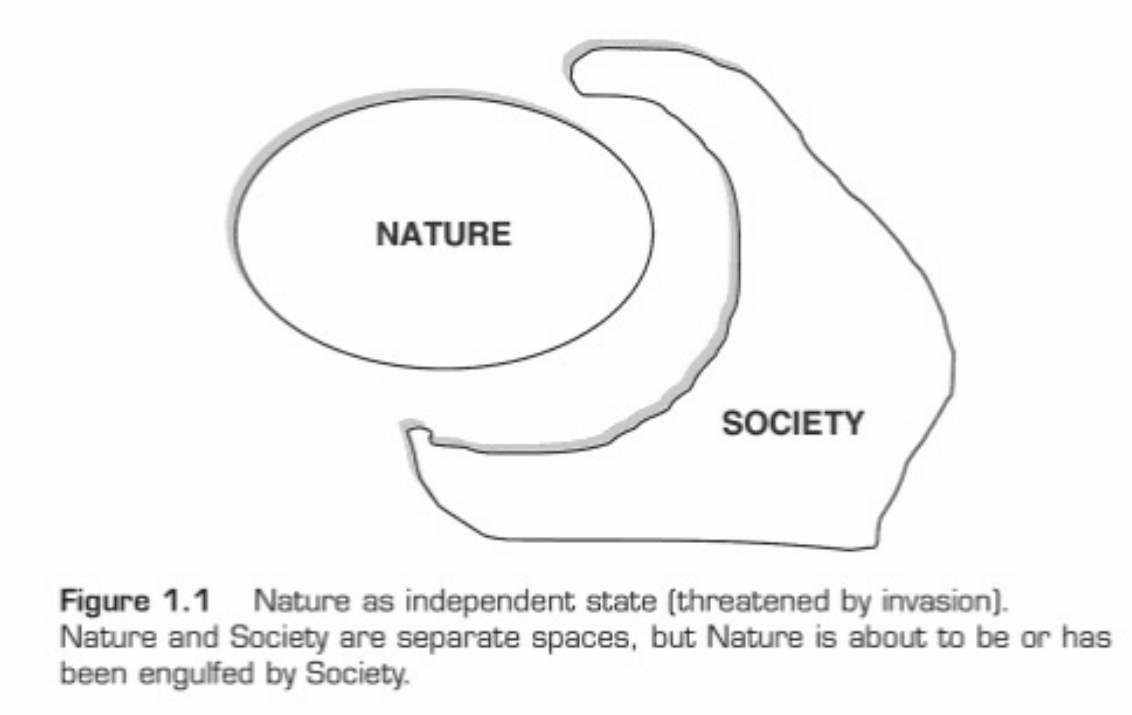 NATURE
SOCIETY
Figure 1.1 Nature as independent state (threatened by invasion).
Nature and Society are separate spaces, but Nature is about to be or has
been engulfed by Society.